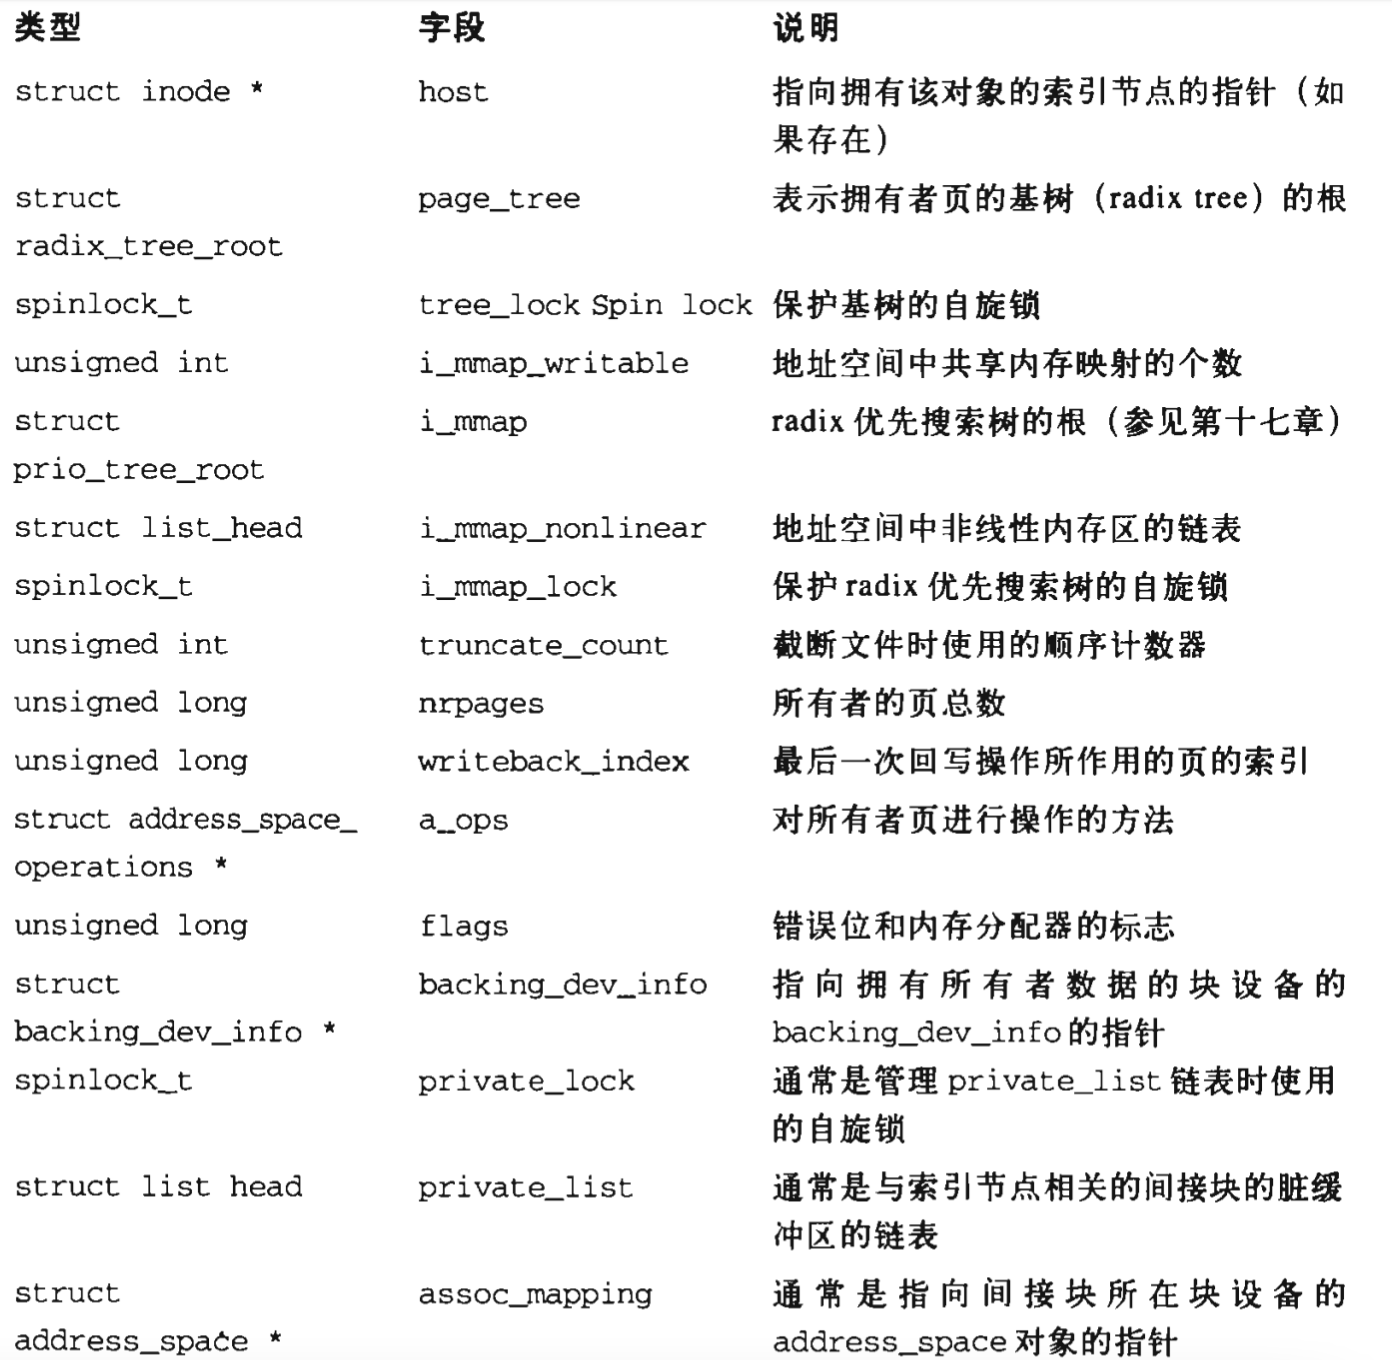 类型 字段 说明
struct inode * host 指向拥有该对象的索引节点的指针（如
果存在）
struct page_tree 表示拥有者页的基树（radix tree）的根
radix_tree_root
spinlock_t tree_lock Spin lock 保护基树的自旋锁
unsigned int i_mmap_writable 地址空间中共享内存映射的个数
struct i_mmap radix 优先搜索树的根（参见第十七章）
prio_tree_root
struct list_head i_mmap_nonlinear 地址空间中非线性内存区的链表
spinlock_t i_mmap_lock 保护 radix 优先搜索树的自旋锁
unsigned int truncate_count 截断文件时使用的顺序计数器
unsigned long nrpages 所有者的页总数
unsigned long writeback_index 最后一次回写操作所作用的页的索引
struct address_space_ a_ops 对所有者页进行操作的方法
operations *
unsigned long flags 错误位和内存分配器的标志
struct backing_dev_info 指向拥有所有者数据的块设备的
backing_dev_info * backing_dev_info 的指针
spinlock_t private_lock 通常是管理 private_list 链表时使用
的自旋锁
struct list head private_list 通常是与索引节点相关的间接块的脏缓
冲区的链表
struct assoc_mapping 通常是指向间接块所在块设备的
address_space * address_space 对象的指针